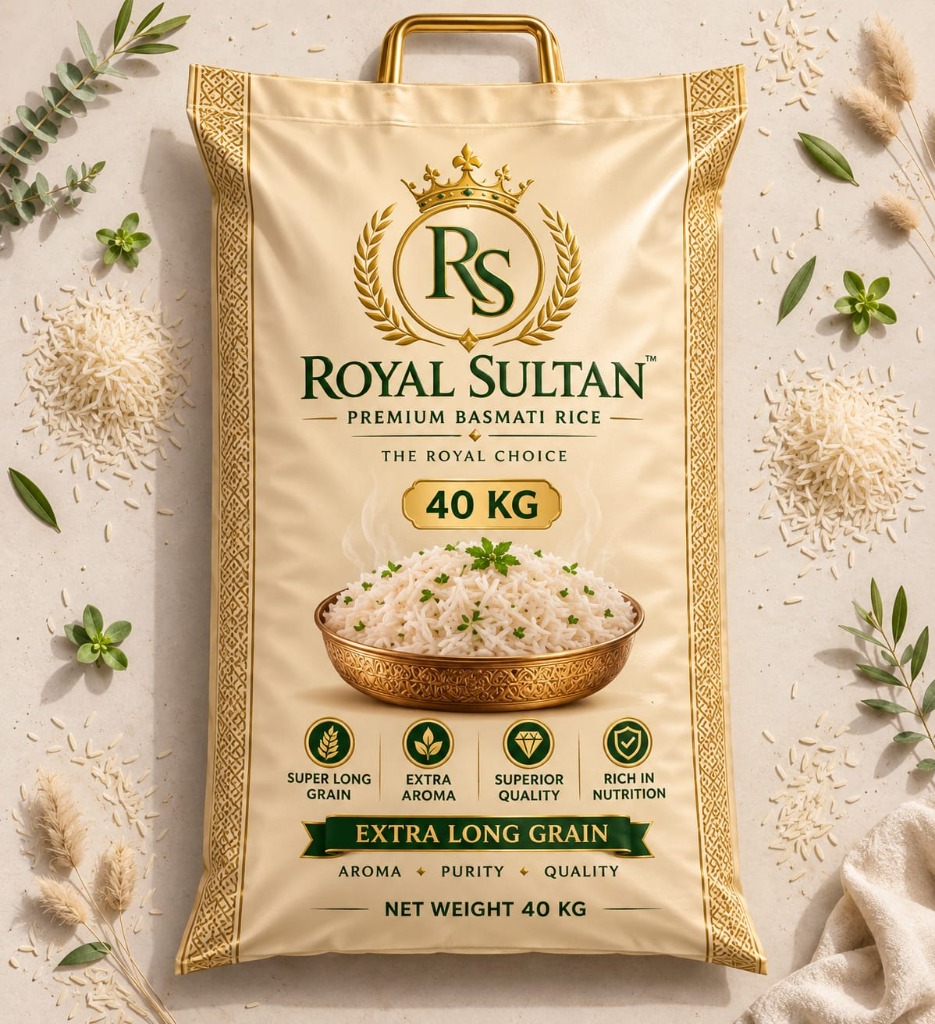 RS
ROYAL SULTAN™
PREMIUM BASMATI RICE
THE ROYAL CHOICE
40 KG
SUPER LONG GRAIN
EXTRA AROMA
SUPERIOR QUALITY
RICH IN NUTRITION
EXTRA LONG GRAIN
AROMA ✦ PURITY ✦ QUALITY
NET WEIGHT 40 KG